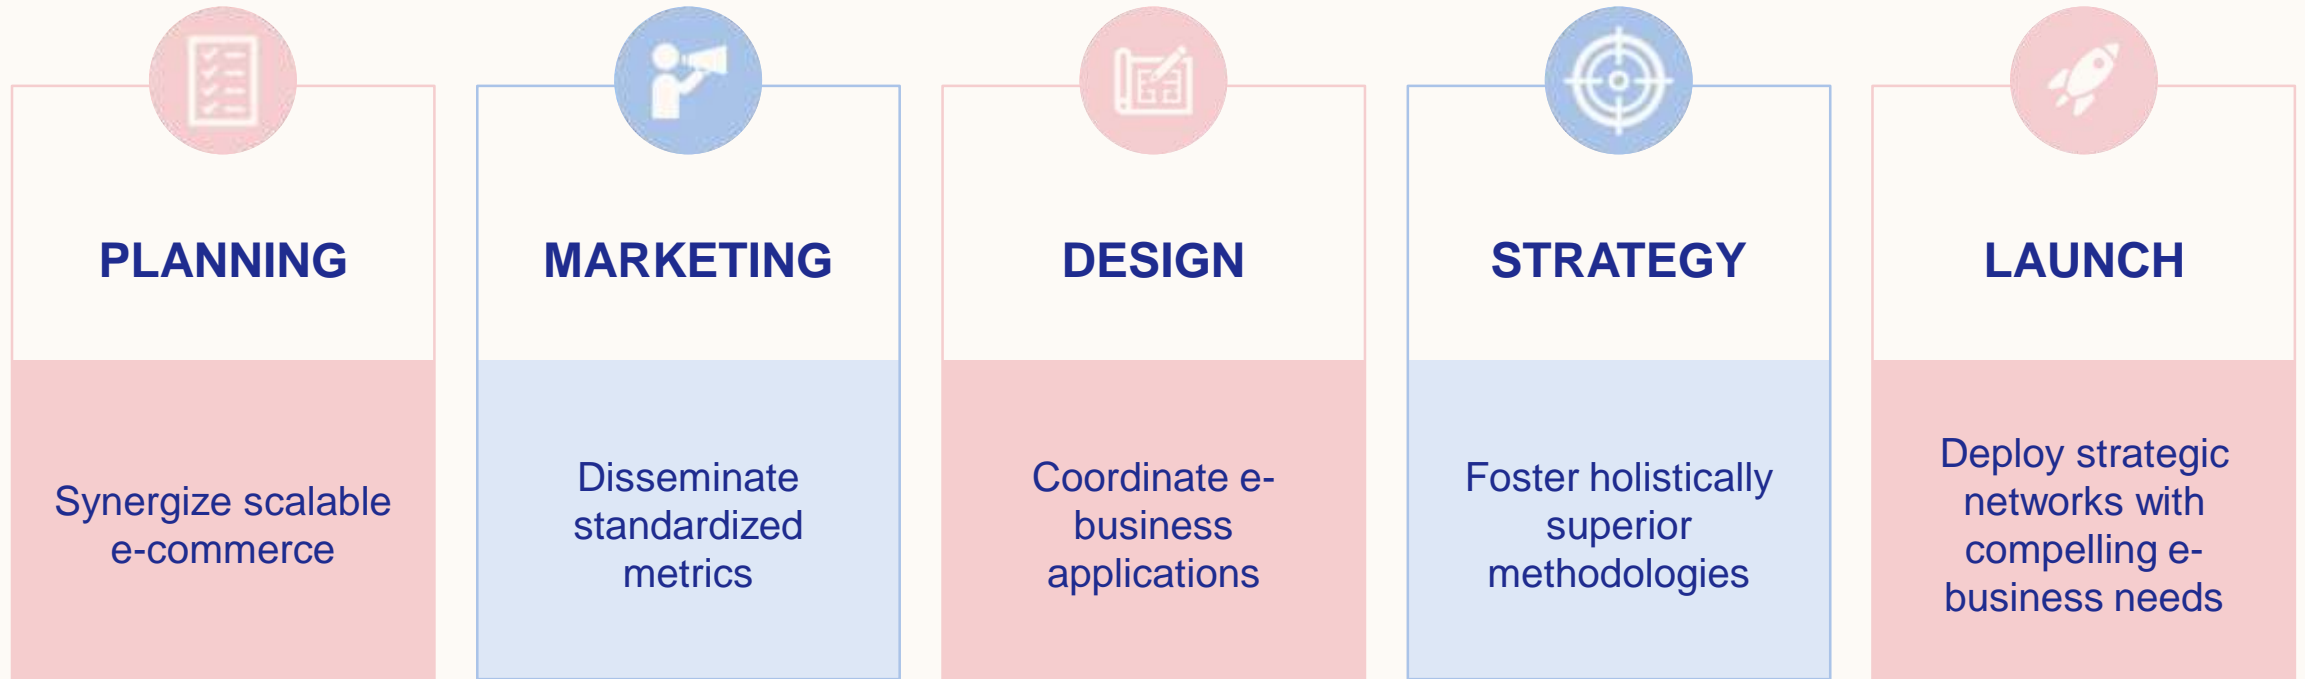 PLANNING
Synergize scalable
e-commerce
MARKETING
Disseminate
standardized
metrics
DESIGN
Coordinate e-
business
applications
STRATEGY
Foster holistically
superior
methodologies
LAUNCH
Deploy strategic
networks with
compelling e-
business needs